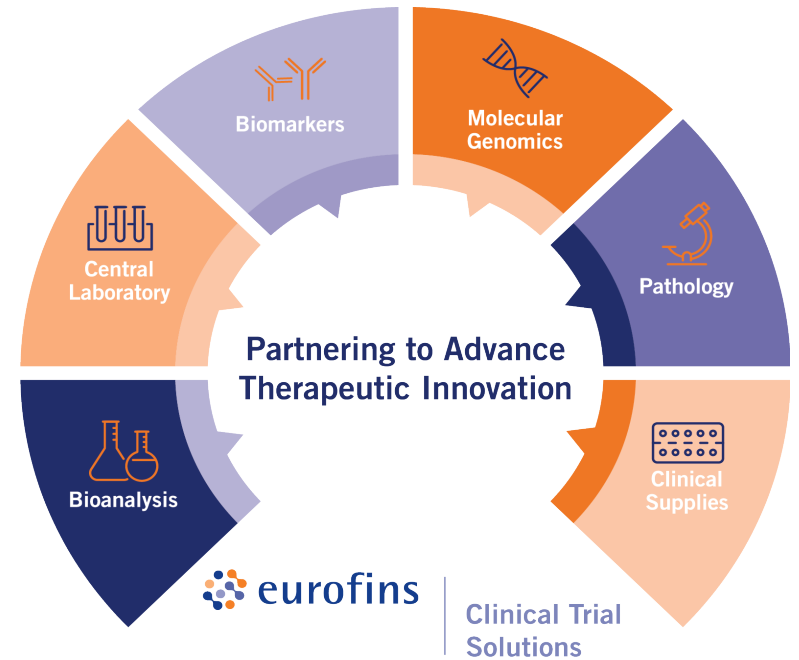 Biomarkers
Molecular
Genomics
Central
Laboratory
Pathology
Partnering to Advance
Therapeutic Innovation
Bioanalysis
Clinical
Supplies
eurofins
Clinical Trial
Solutions